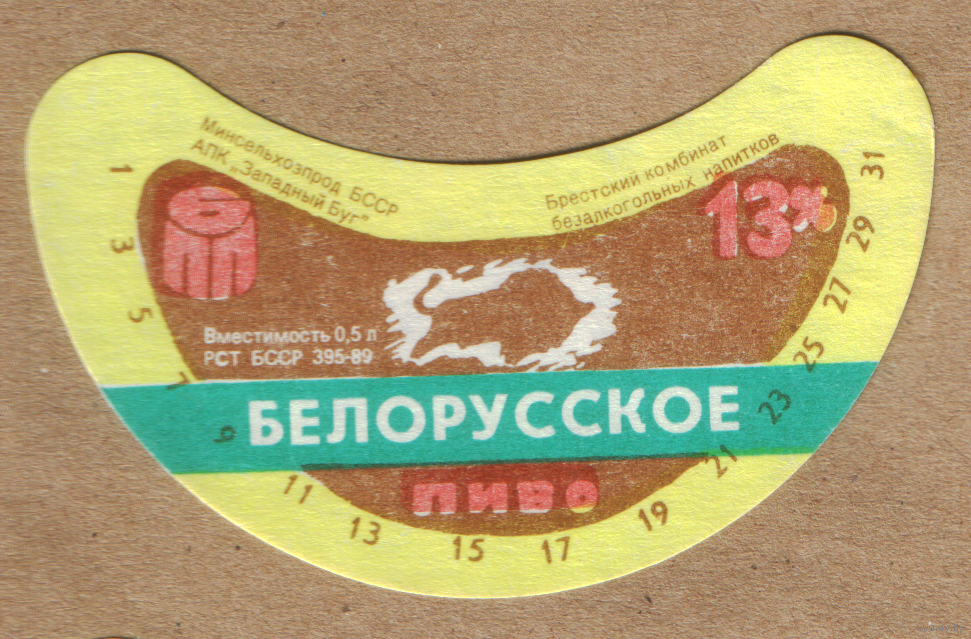 Минсельхозпрод БССР
АПК „Западный Буг"
Брестский комбинат
безалкогольных напитков
13%
Вместимость 0,5 л
РСТ БССР 395-89
БЕЛОРУССКОЕ
ПИВО
1
3
5
7
9
11
13
15
17
19
21
23
25
27
29
31